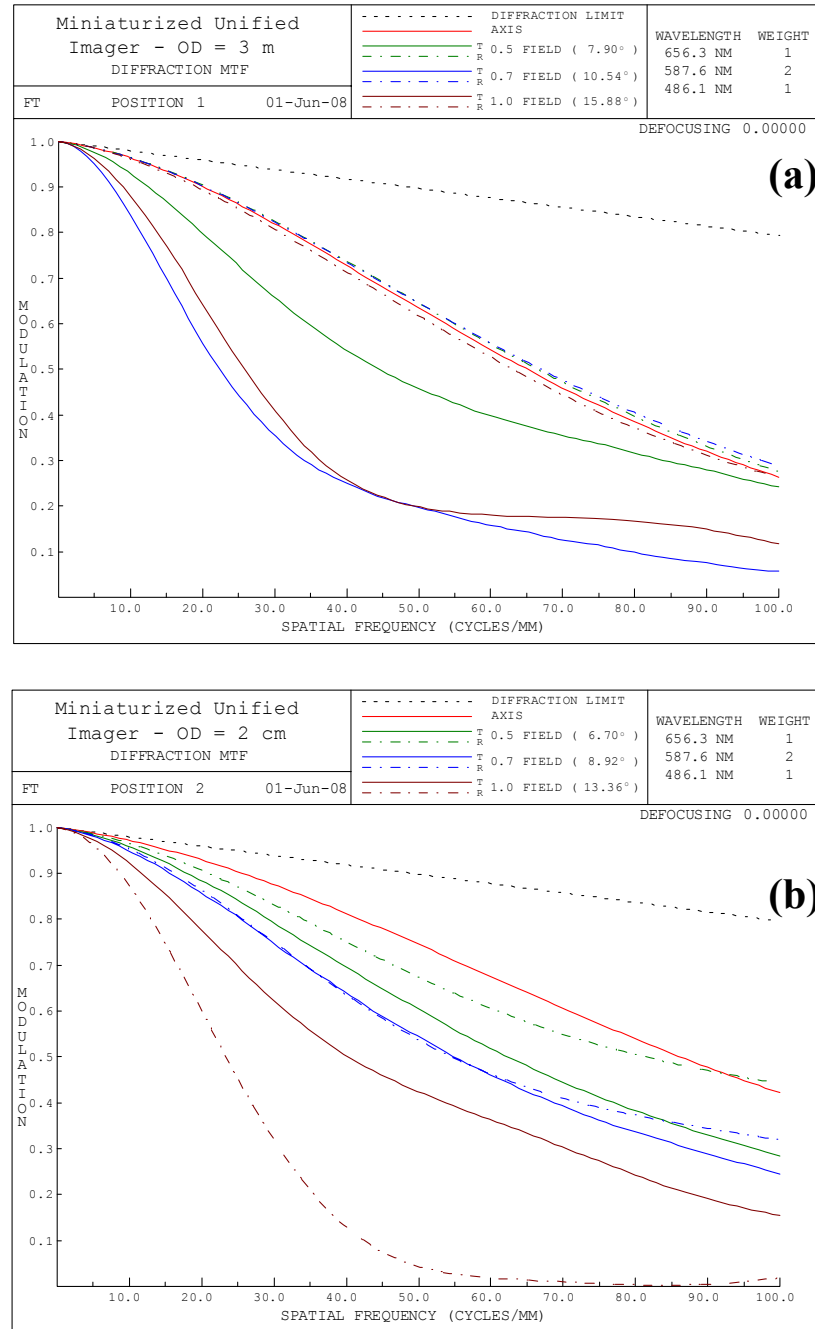 Miniaturized Unified
Imager - OD = 3 m
DIFFRACTION MTF
FT POSITION 1 01-Jun-08
DIFFRACTION LIMIT
AXIS
T
R 0.5 FIELD ( 7.90° )
T
R 0.7 FIELD ( 10.54° )
T
R 1.0 FIELD ( 15.88° )
WAVELENGTH WEIGHT
656.3 NM 1
587.6 NM 2
486.1 NM 1
DEFOCUSING 0.00000
(a)
1.0
0.9
0.8
0.7
0.6
0.5
0.4
0.3
0.2
0.1
MODULATION
10.0 20.0 30.0 40.0 50.0 60.0 70.0 80.0 90.0 100.0
SPATIAL FREQUENCY (CYCLES/MM)
Miniaturized Unified
Imager - OD = 2 cm
DIFFRACTION MTF
FT POSITION 2 01-Jun-08
DIFFRACTION LIMIT
AXIS
T
R 0.5 FIELD ( 6.70° )
T
R 0.7 FIELD ( 8.92° )
T
R 1.0 FIELD ( 13.36° )
WAVELENGTH WEIGHT
656.3 NM 1
587.6 NM 2
486.1 NM 1
DEFOCUSING 0.00000
(b)
1.0
0.9
0.8
0.7
0.6
0.5
0.4
0.3
0.2
0.1
MODULATION
10.0 20.0 30.0 40.0 50.0 60.0 70.0 80.0 90.0 100.0
SPATIAL FREQUENCY (CYCLES/MM)